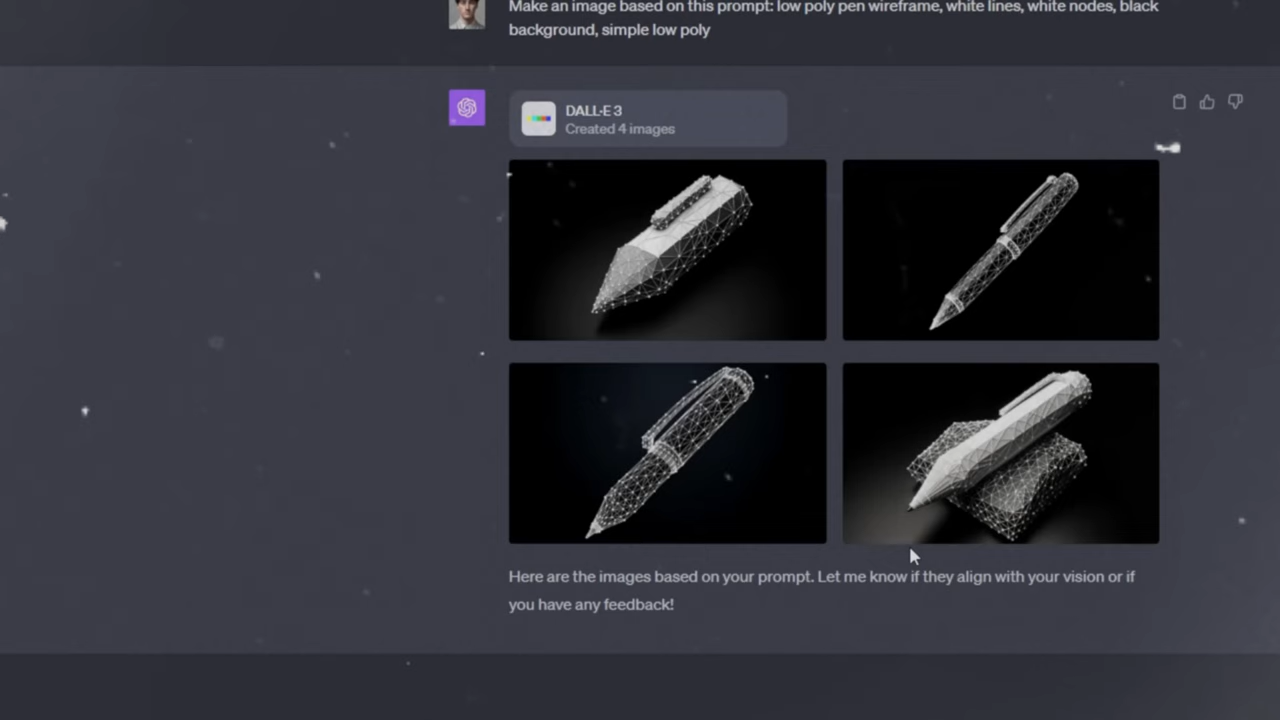 Make an image based on this prompt: low poly pen wireframe, white lines, white nodes, black
background, simple low poly
DALL·E 3
Created 4 images
Here are the images based on your prompt. Let me know if they align with your vision or if
you have any feedback!